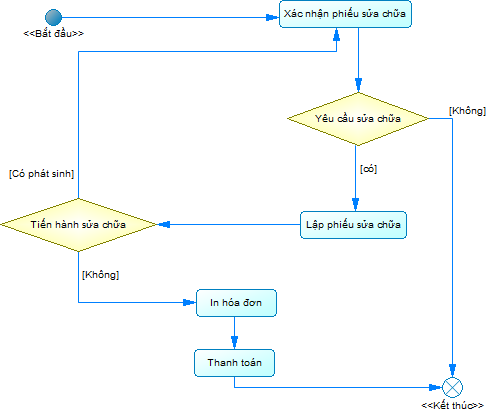 Xác nhận phiếu sửa chữa
<<Bắt đầu>>
Yêu cầu sửa chữa
[Không]
[có]
[Có phát sinh]
Tiến hành sửa chữa
Lập phiếu sửa chữa
[Không]
In hóa đơn
Thanh toán
<<Kết thúc>>